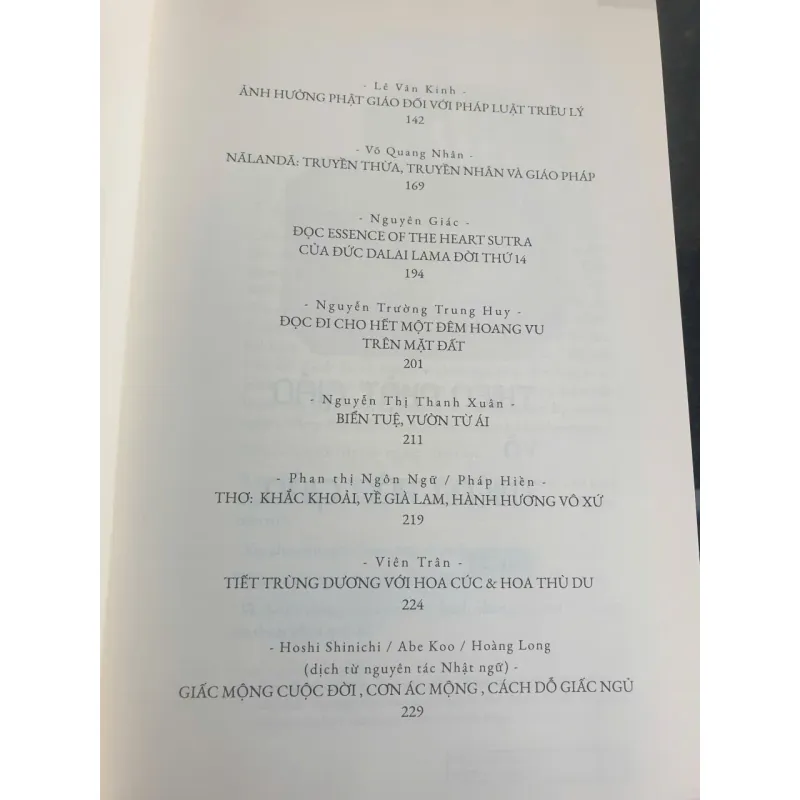 - Lê Văn Kinh -
ẢNH HƯỞNG PHẬT GIÁO ĐỐI VỚI PHÁP LUẬT TRIỀU LÝ
142
- Võ Quang Nhân -
NĀLANDĀ: TRUYỀN THỪA, TRUYỀN NHÂN VÀ GIÁO PHÁP
169
- Nguyên Giác -
ĐỌC ESSENCE OF THE HEART SUTRA
CỦA ĐỨC DALAI LAMA ĐỜI THỨ 14
194
- Nguyễn Trường Trung Huy -
ĐỌC ĐI CHO HẾT MỘT ĐÊM HOANG VU
TRÊN MẶT ĐẤT
201
- Nguyễn Thị Thanh Xuân -
BIỂN TUỆ, VƯỜN TỪ ÁI
211
- Phan thị Ngôn Ngữ / Pháp Hiền -
THƠ: KHẮC KHOẢI, VỀ GIÀ LAM, HÀNH HƯƠNG VÔ XỨ
219
- Viên Trân -
TIẾT TRÙNG DƯƠNG VỚI HOA CÚC & HOA THÙ DU
224
- Hoshi Shinichi / Abe Koo / Hoàng Long
(dịch từ nguyên tác Nhật ngữ) -
GIẤC MỘNG CUỘC ĐỜI , CƠN ÁC MỘNG , CÁCH DỖ GIẤC NGỦ
229